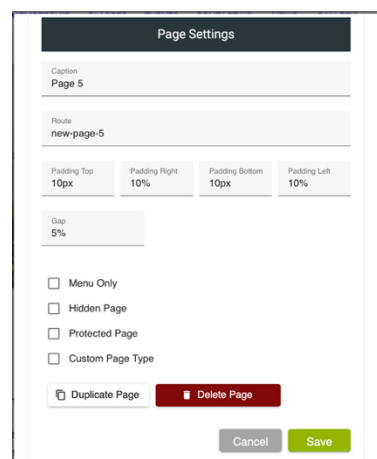 Page Settings
Caption
Page 5
Route
new-page-5
Padding Top Padding Right Padding Bottom Padding Left
10px 10% 10px 10%
Gap
5%
Menu Only
Hidden Page
Protected Page
Custom Page Type
Duplicate Page Delete Page
Cancel Save